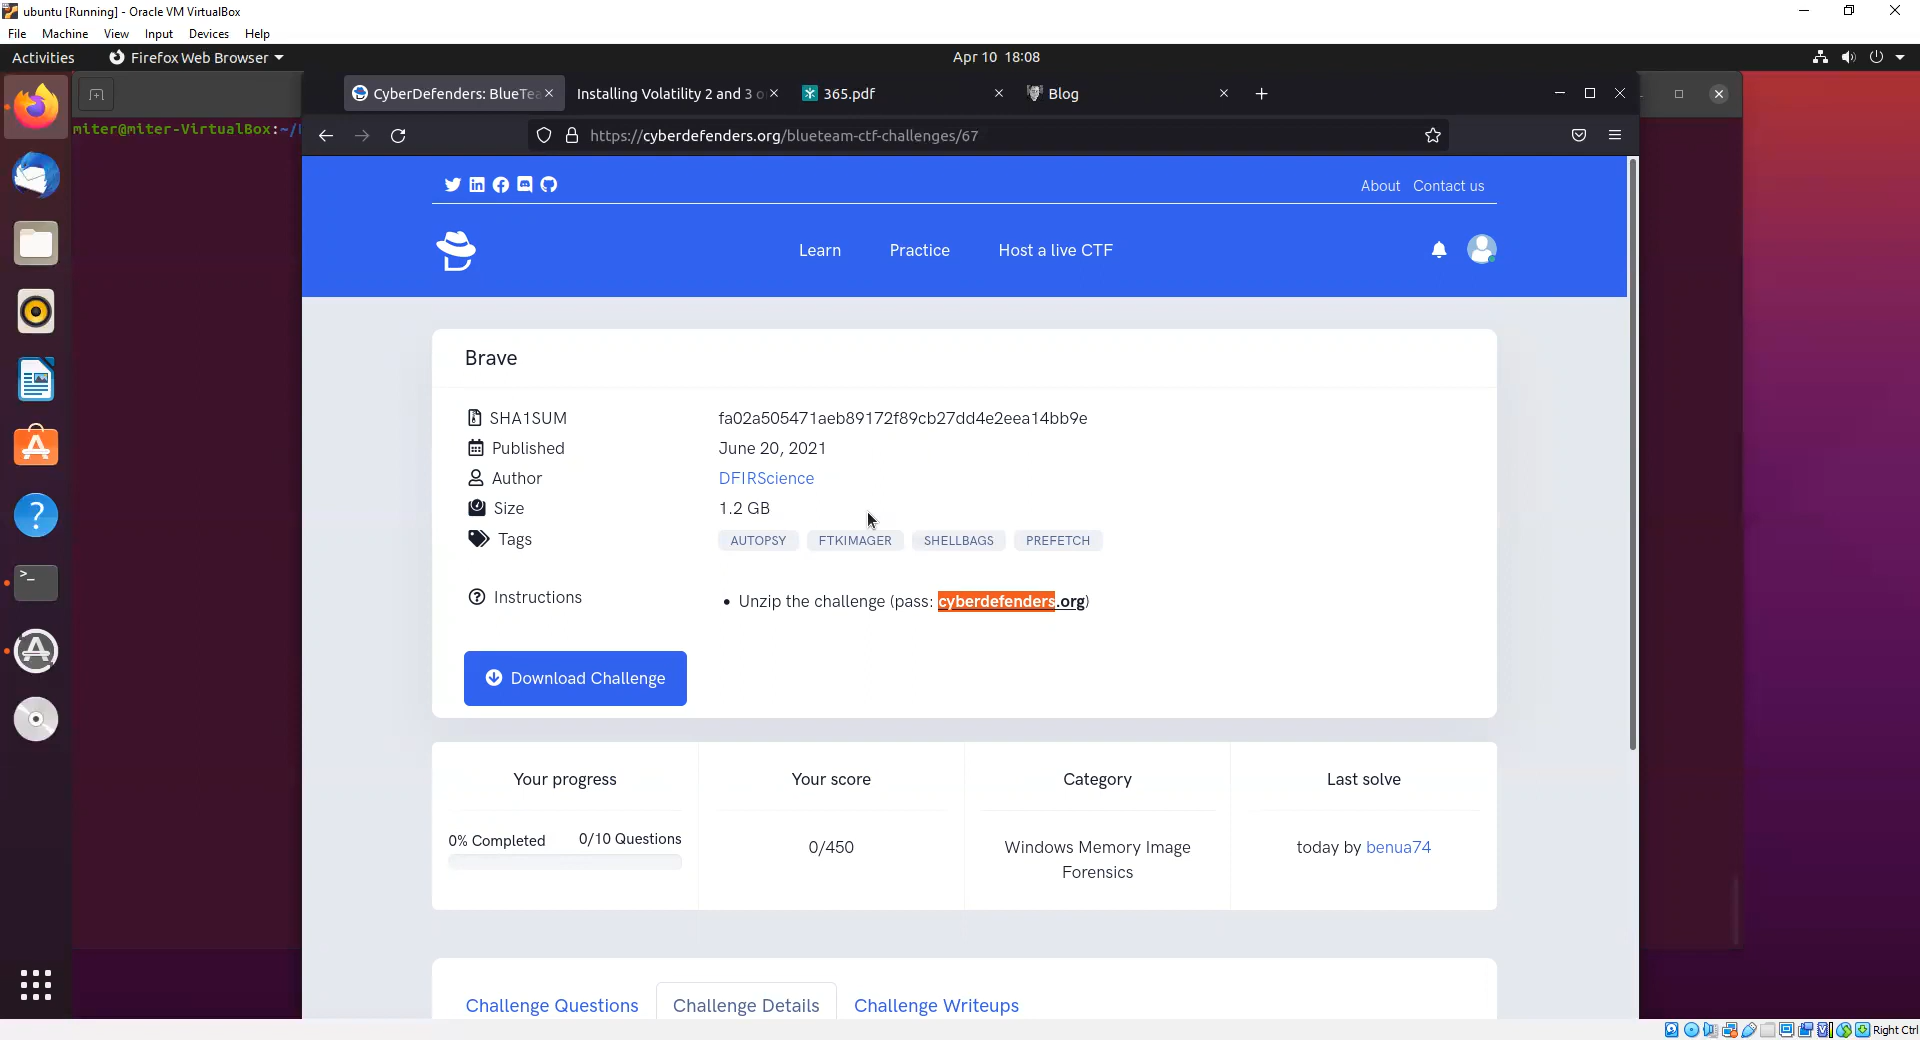 ubuntu [Running] - Oracle VM VirtualBox
File Machine View Input Devices Help
Activities Firefox Web Browser Apr 10 18:08
CyberDefenders: BlueTea Installing Volatility 2 and 3 o 365.pdf Blog
miter@miter-VirtualBox:~/
https://cyberdefenders.org/blueteam-ctf-challenges/67
About Contact us
Learn Practice Host a live CTF
Brave
SHA1SUM fa02a505471aeb89172f89cb27dd4e2eea14bb9e
Published June 20, 2021
Author DFIRScience
Size 1.2 GB
Tags AUTOPSY FTKIMAGER SHELLBAGS PREFETCH
Instructions • Unzip the challenge (pass: cyberdefenders.org)
Download Challenge
Your progress Your score Category Last solve
0% Completed 0/10 Questions 0/450 Windows Memory Image today by benua74
Forensics
Challenge Questions Challenge Details Challenge Writeups
Right Ctrl